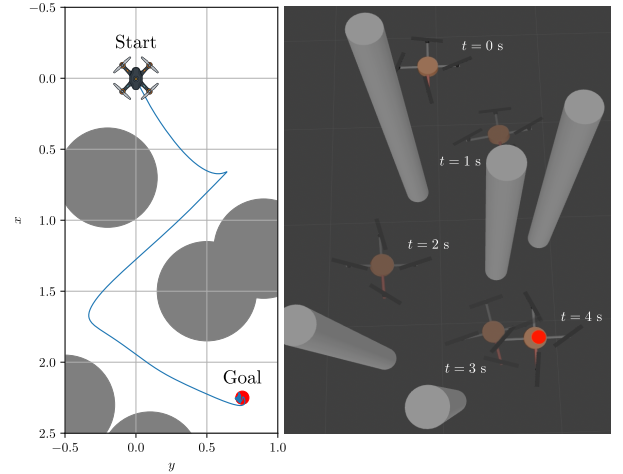 −0.5
Start
0.0
0.5
1.0
x
1.5
2.0
Goal
2.5
−0.5
0.0
0.5
1.0
y
t = 0 s
t = 1 s
t = 2 s
t = 4 s
t = 3 s